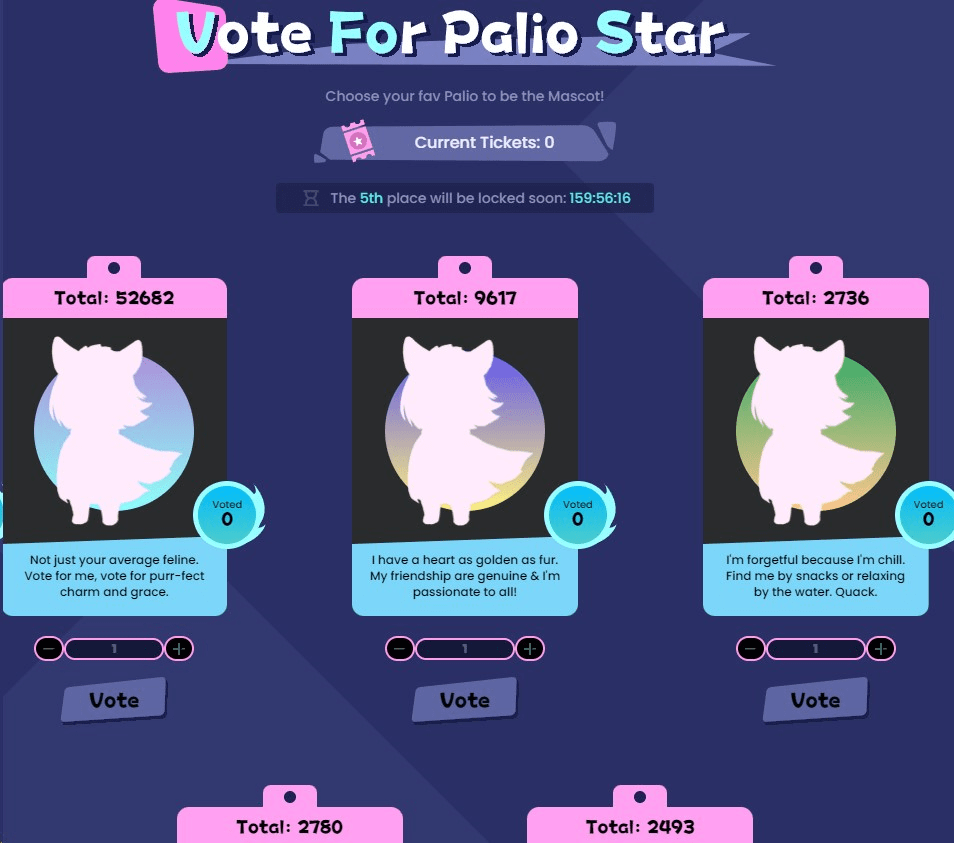 Vote For Palio Star
Choose your fav Palio to be the Mascot!
Current Tickets: 0
The 5th place will be locked soon: 159:56:16
Total: 52682
Voted
0
Not just your average feline.
Vote for me, vote for purr-fect
charm and grace.
1
Vote
Total: 9617
Voted
0
I have a heart as golden as fur.
My friendship are genuine & I'm
passionate to all!
1
Vote
Total: 2736
Voted
0
I'm forgetful because I'm chill.
Find me by snacks or relaxing
by the water. Quack.
1
Vote
Total: 2780
Total: 2493